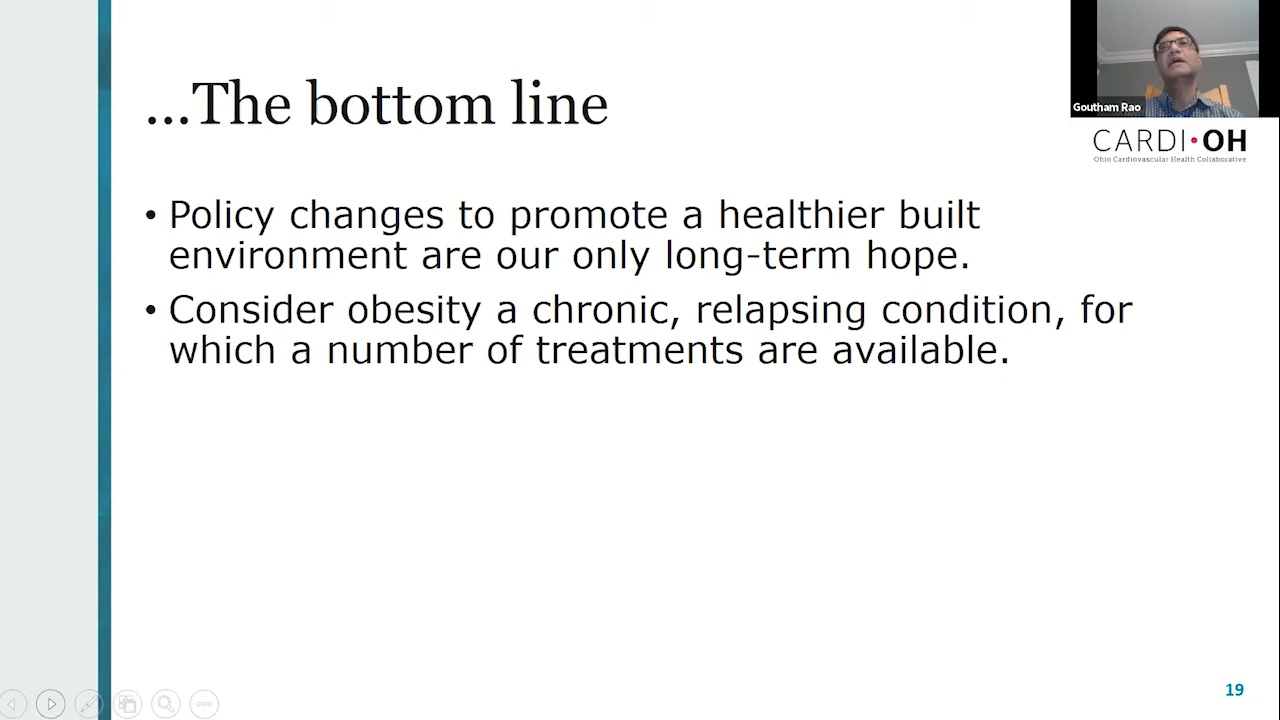 ...The bottom line
Goutham Rao
CARDI•OH
Ohio Cardiovascular Health Collaborative
• Policy changes to promote a healthier built
environment are our only long-term hope.
• Consider obesity a chronic, relapsing condition, for
which a number of treatments are available.
19